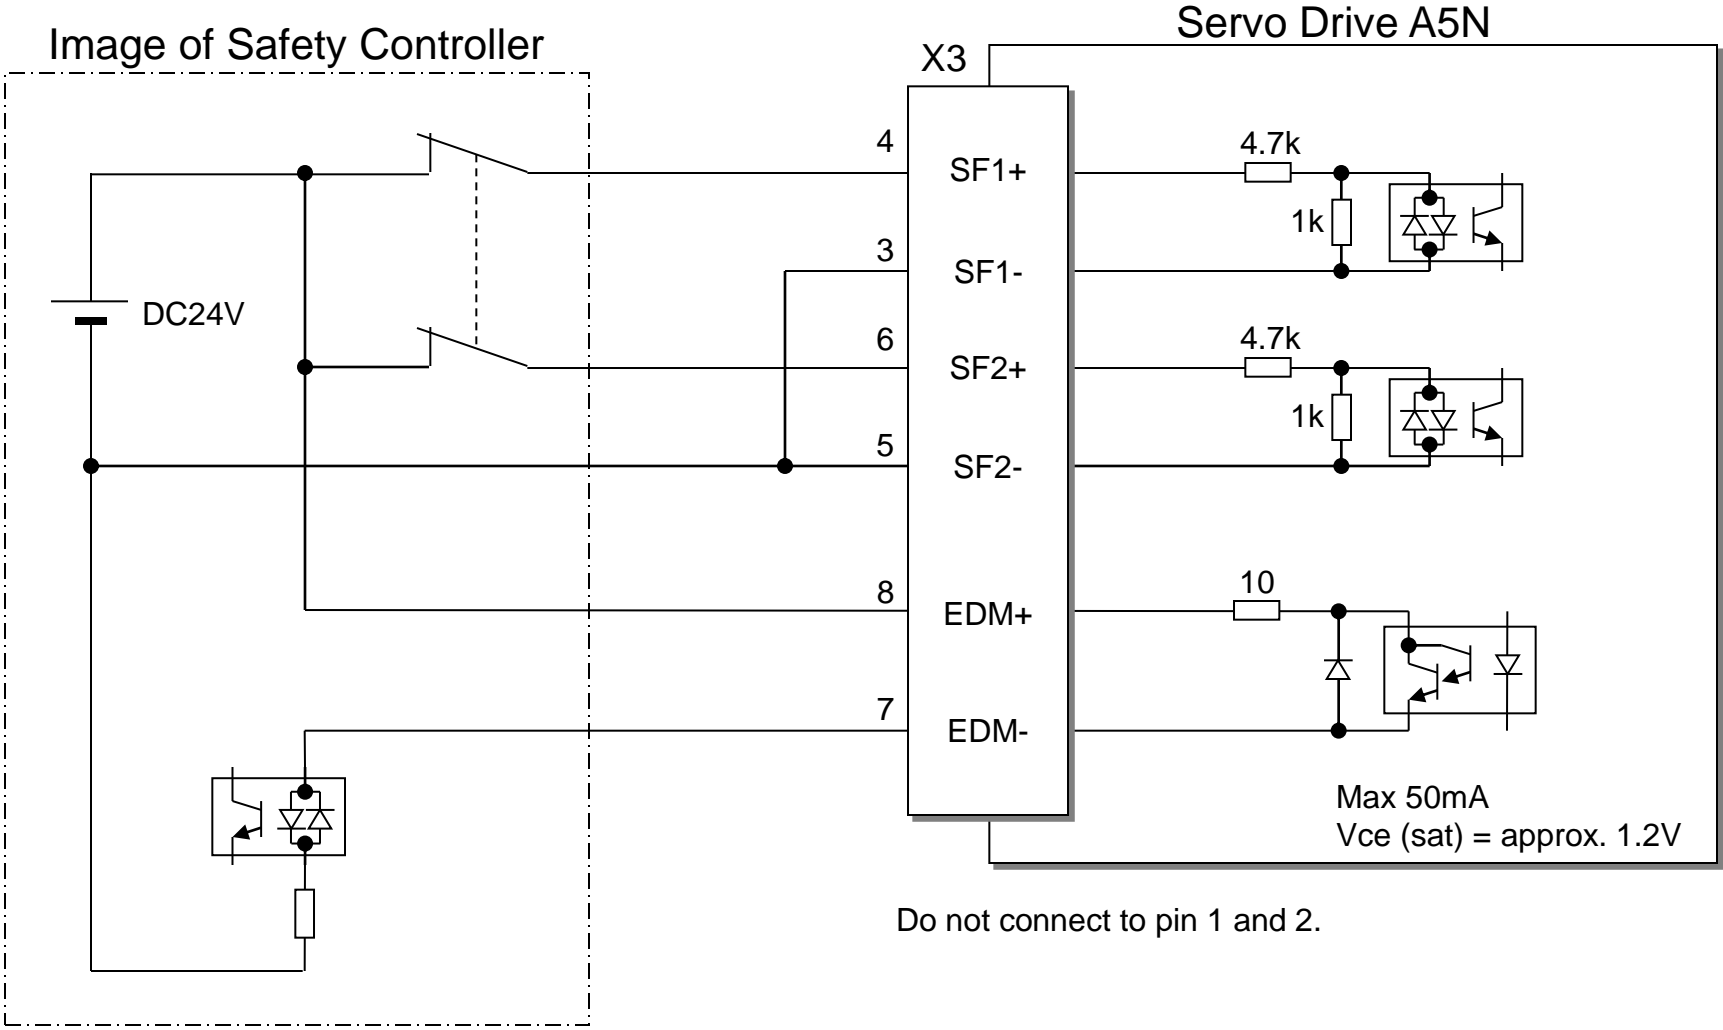 Servo Drive A5N
Image of Safety Controller
X3
4
SF1+
4.7k
1k
3
SF1-
DC24V
6
SF2+
4.7k
1k
5
SF2-
8
EDM+
10
7
EDM-
Max 50mA
Vce (sat) = approx. 1.2V
Do not connect to pin 1 and 2.